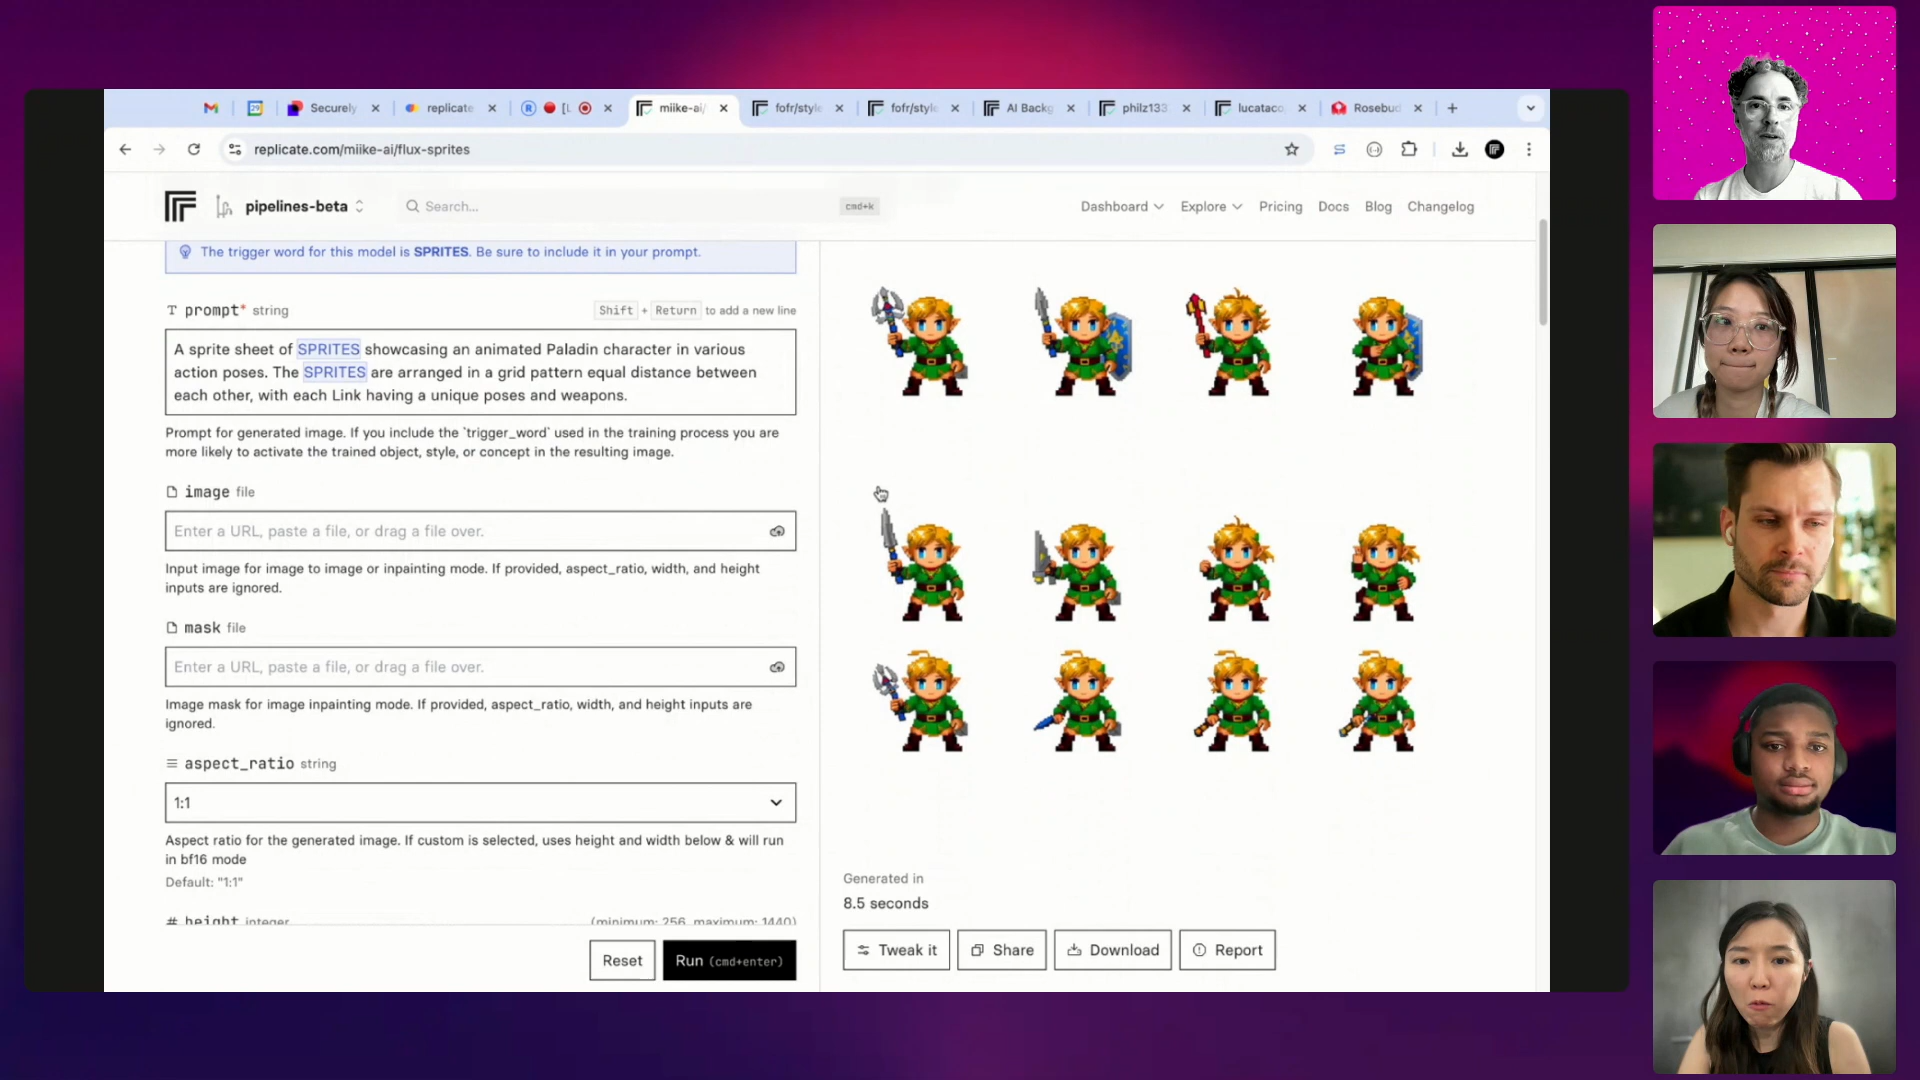 Securely
replicate
[L
miike-ai/
fofr/style
fofr/style
AI Backg
philz133
lucataco
Rosebud
replicate.com/miike-ai/flux-sprites
pipelines-beta
Search...
cmd+k
Dashboard
Explore
Pricing
Docs
Blog
Changelog
The trigger word for this model is SPRITES. Be sure to include it in your prompt.
prompt* string
Shift + Return to add a new line
A sprite sheet of SPRITES showcasing an animated Paladin character in various
action poses. The SPRITES are arranged in a grid pattern equal distance between
each other, with each Link having a unique poses and weapons.
Prompt for generated image. If you include the `trigger_word` used in the training process you are
more likely to activate the trained object, style, or concept in the resulting image.
image file
Enter a URL, paste a file, or drag a file over.
Input image for image to image or inpainting mode. If provided, aspect_ratio, width, and height
inputs are ignored.
mask file
Enter a URL, paste a file, or drag a file over.
Image mask for image inpainting mode. If provided, aspect_ratio, width, and height inputs are
ignored.
aspect_ratio string
1:1
Aspect ratio for the generated image. If custom is selected, uses height and width below & will run
in bf16 mode
Default: "1:1"
# height integer
(minimum: 256, maximum: 1440)
Reset
Run (cmd+enter)
Generated in
8.5 seconds
Tweak it
Share
Download
Report